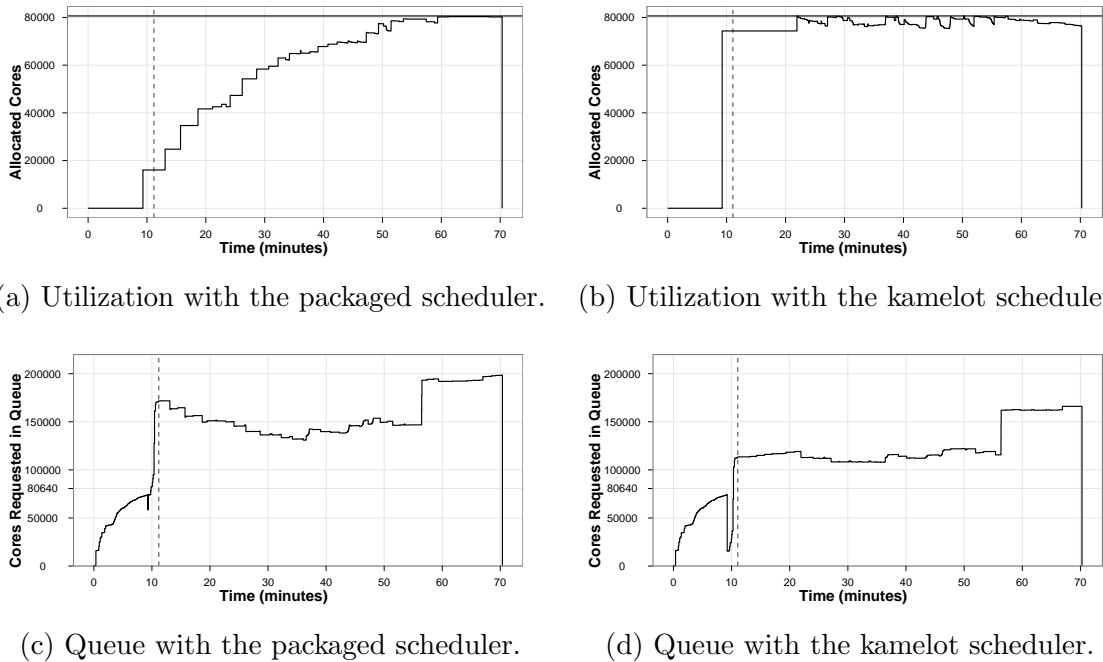 80000
60000
40000
20000
0
Allocated Cores
0 10 20 30 40 50 60 70
Time (minutes)
80000
60000
40000
20000
0
Allocated Cores
0 10 20 30 40 50 60 70
Time (minutes)
a) Utilization with the packaged scheduler.
(b) Utilization with the kamelot schedule
200000
150000
100000
80640
50000
0
Cores Requested in Queue
0 10 20 30 40 50 60 70
Time (minutes)
200000
150000
100000
80640
50000
0
Cores Requested in Queue
0 10 20 30 40 50 60 70
Time (minutes)
(c) Queue with the packaged scheduler.
(d) Queue with the kamelot scheduler.